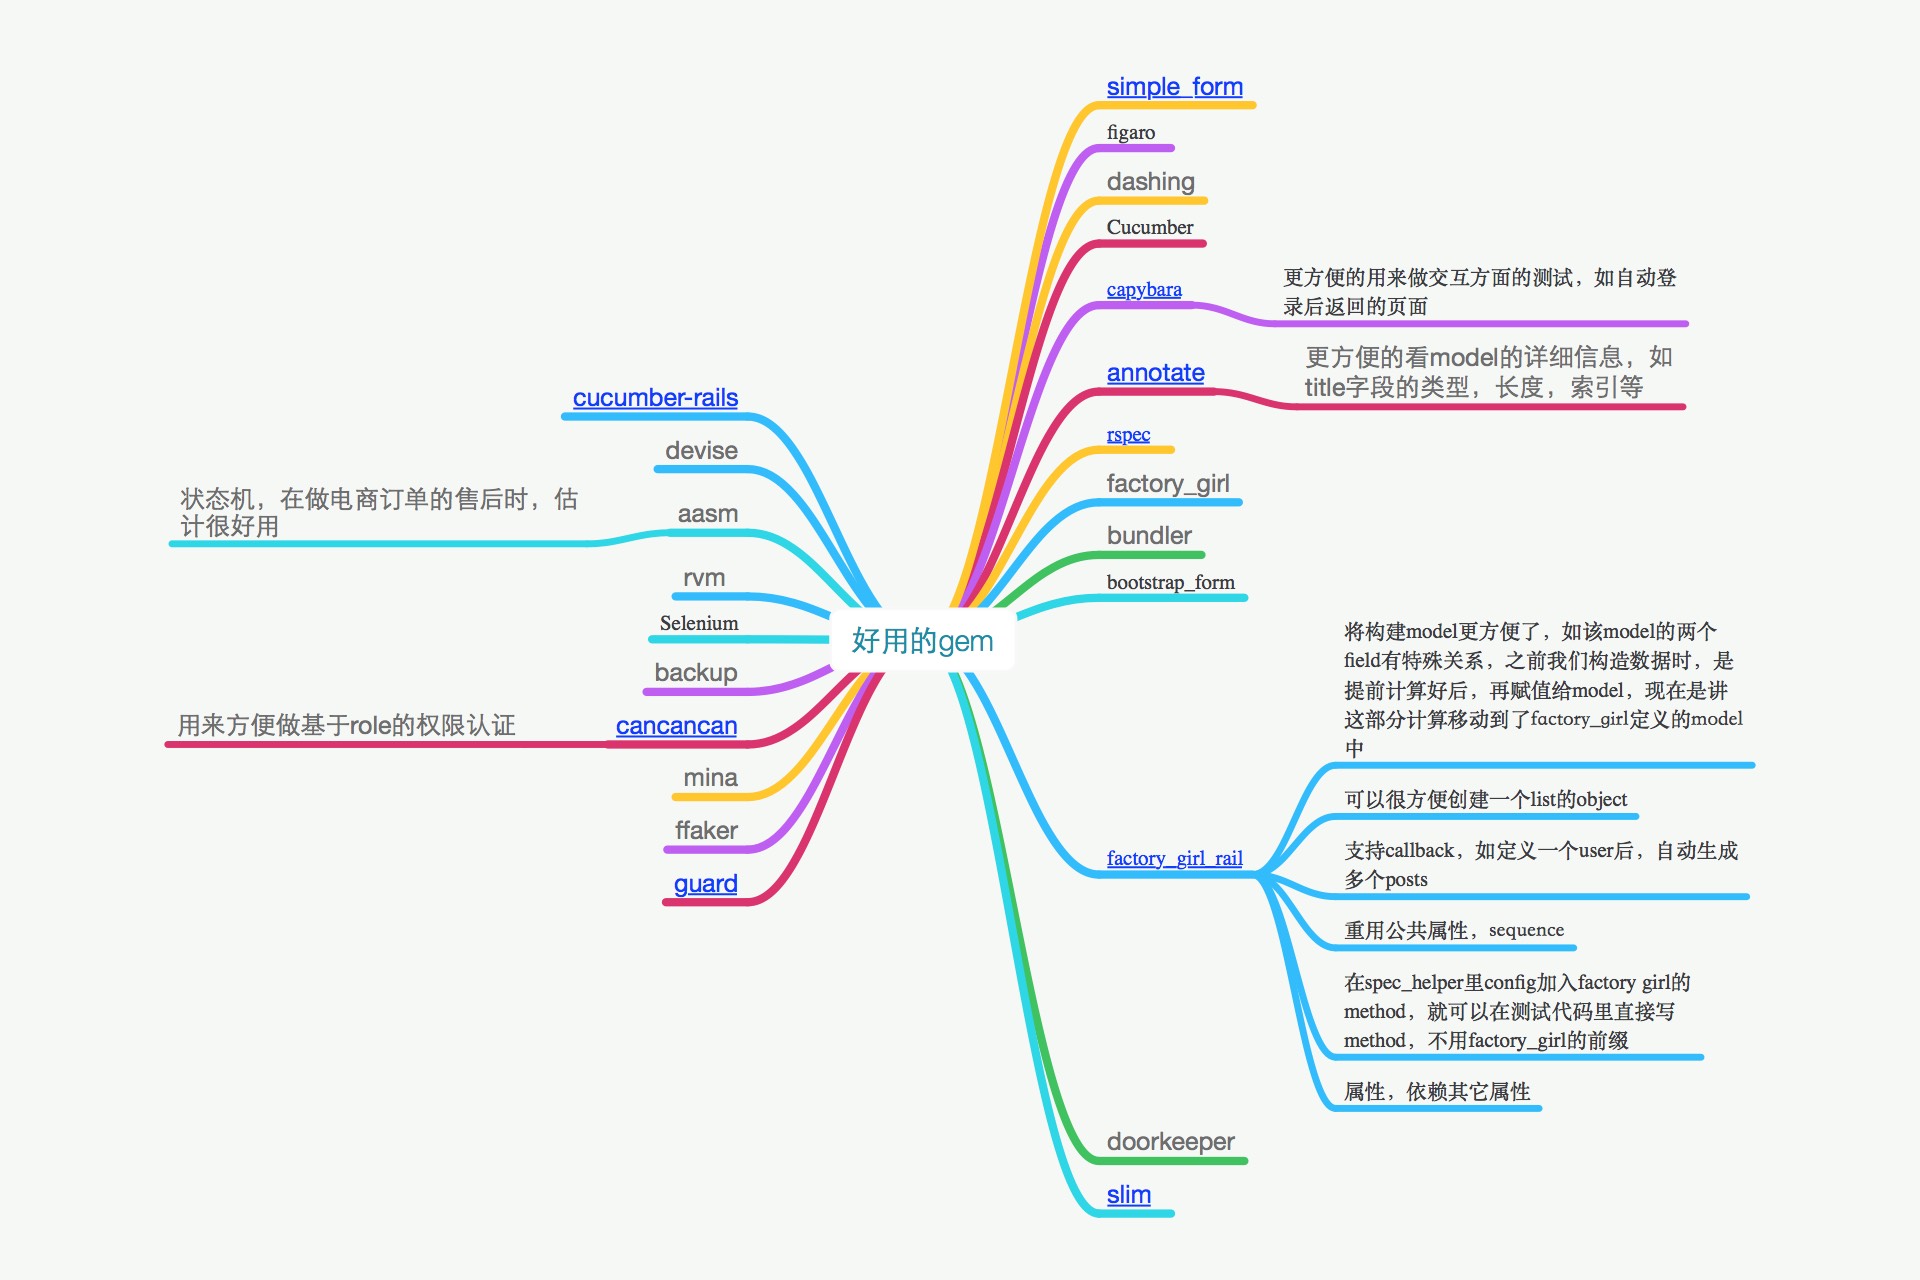 simple_form
figaro
dashing
Cucumber
capybara
更方便的用来做交互方面的测试，如自动登
录后返回的页面
annotate
更方便的看model的详细信息，如
title字段的类型，长度，索引等
rspec
factory_girl
bundler
bootstrap_form
cucumber-rails
devise
aasm
状态机，在做电商订单的售后时，估
计很好用
rvm
Selenium
backup
cancancan
用来方便做基于role的权限认证
mina
ffaker
guard
好用的gem
factory_girl_rail
将构建model更方便了，如该model的两个
field有特殊关系，之前我们构造数据时，是
提前计算好后，再赋值给model，现在是讲
这部分计算移动到了factory_girl定义的model
中
可以很方便创建一个list的object
支持callback，如定义一个user后，自动生成
多个posts
重用公共属性，sequence
在spec_helper里config加入factory girl的
method，就可以在测试代码里直接写
method，不用factory_girl的前缀
属性，依赖其它属性
doorkeeper
slim